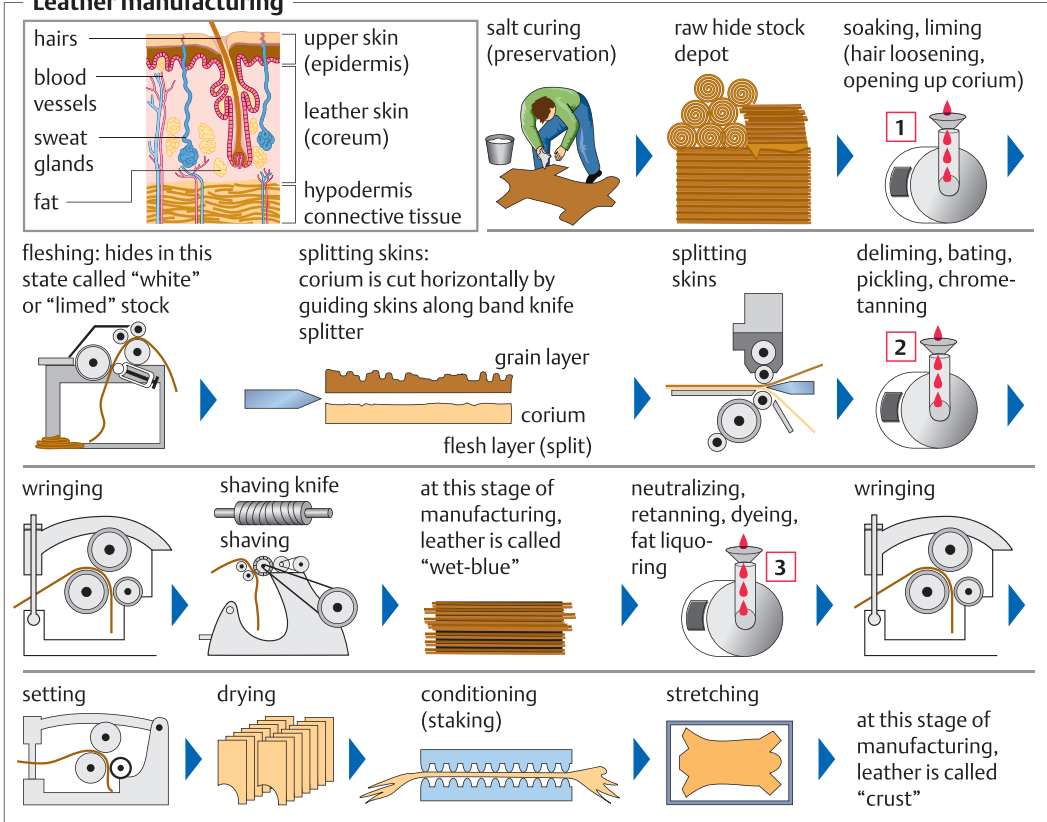 Leather manufacturing
hairs
blood
vessels
sweat
glands
fat
upper skin
(epidermis)
leather skin
(coreum)
hypodermis
connective tissue
salt curing
(preservation)
raw hide stock
depot
soaking, liming
(hair loosening,
opening up corium)
1
fleshing: hides in this
state called “white”
or “limed” stock
splitting skins:
corium is cut horizontally by
guiding skins along band knife
splitter
grain layer
corium
flesh layer (split)
splitting
skins
deliming, bating,
pickling, chrome-
tanning
2
wringing
shaving knife
shaving
at this stage of
manufacturing,
leather is called
“wet-blue”
neutralizing,
retanning, dyeing,
fat liquo-
ring
3
wringing
setting
drying
conditioning
(staking)
stretching
at this stage of
manufacturing,
leather is called
“crust”